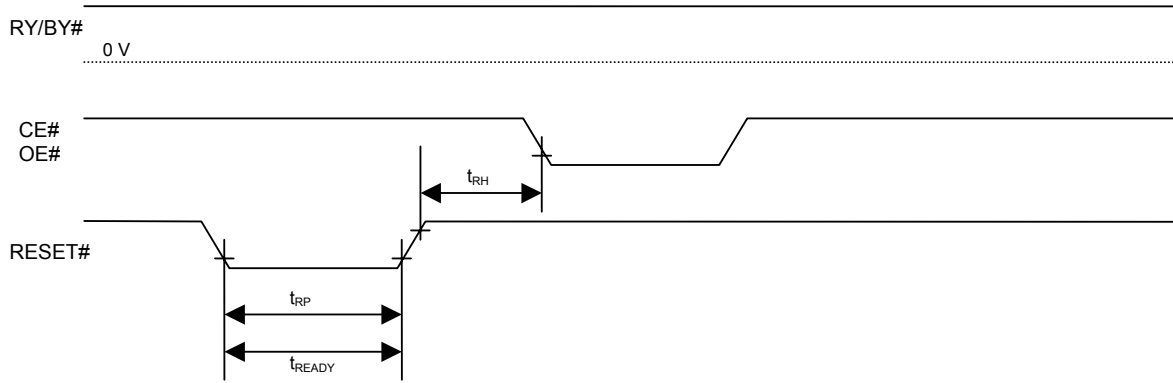 RY/BY#
0 V
CE#
OE#
tRH
RESET#
tRP
tREADY